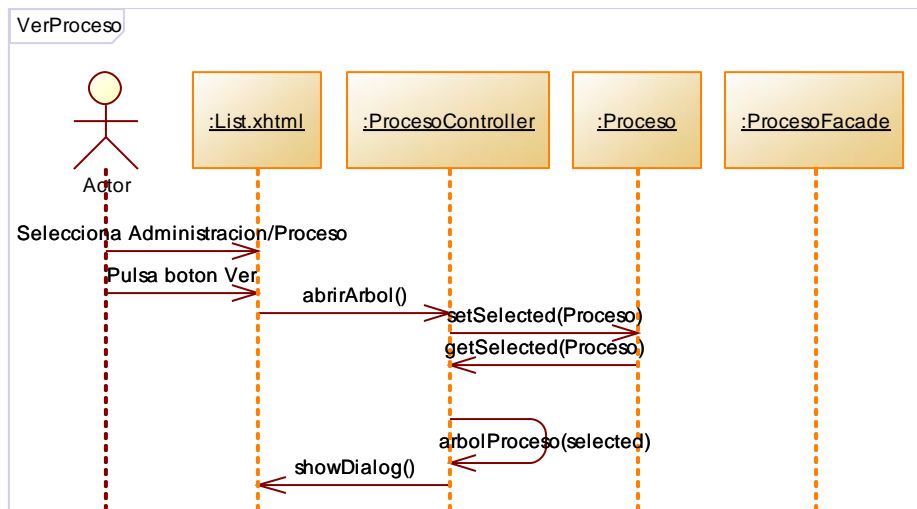 VerProceso
:List.xhtml
:ProcesoController
:Proceso
:ProcesoFacade
Actor
Selecciona Administracion/Proceso
Pulsa boton Ver
abrirArbol()
setSelected(Proceso)
getSelected(Proceso)
arbolProceso(selected)
showDialog()